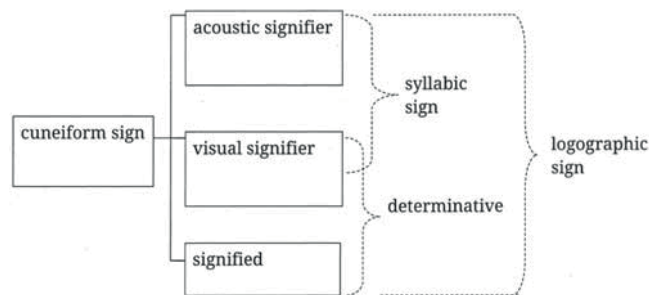 acoustic signifier
syllabic
sign
cuneiform sign
visual signifier
logographic
sign
determinative
signified